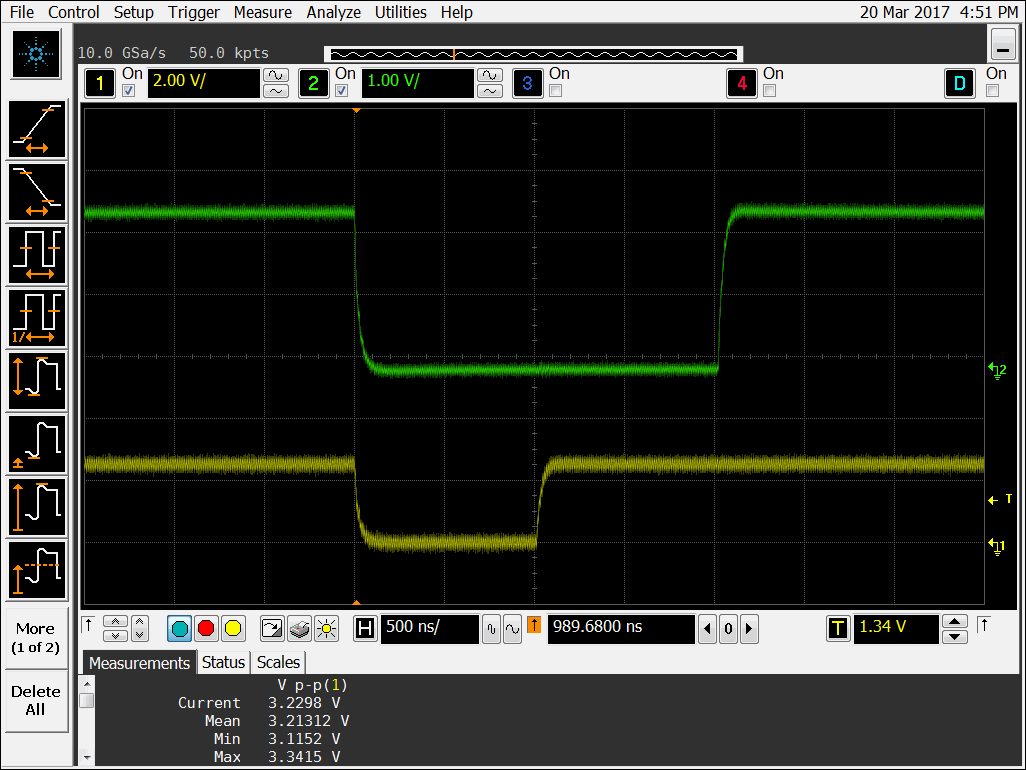 File Control Setup Trigger Measure Analyze Utilities Help 20 Mar 2017 4:51 PM
10.0 GSa/s 50.0 kpts
1 On 2.00 V/ 2 On 1.00 V/ 3 On 4 On D On
2
T
1
1/
H 500 ns/ 989.6800 ns 0 T 1.34 V
More
(1 of 2)
Delete
All
Measurements Status Scales
V p-p(1)
Current 3.2298 V
Mean 3.21312 V
Min 3.1152 V
Max 3.3415 V